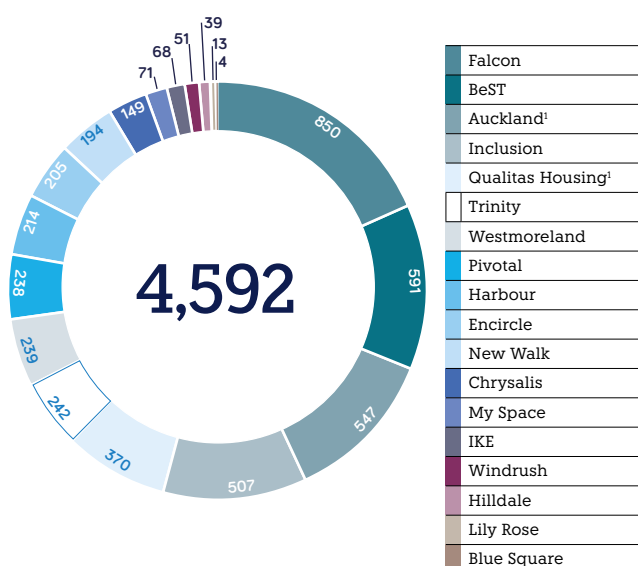 39
51
13
68
4
71
149
850
194
205
214
591
4,592
238
239
547
242
370
507
Falcon
BeST
Auckland¹
Inclusion
Qualitas Housing¹
Trinity
Westmoreland
Pivotal
Harbour
Encircle
New Walk
Chrysalis
My Space
IKE
Windrush
Hilldale
Lily Rose
Blue Square